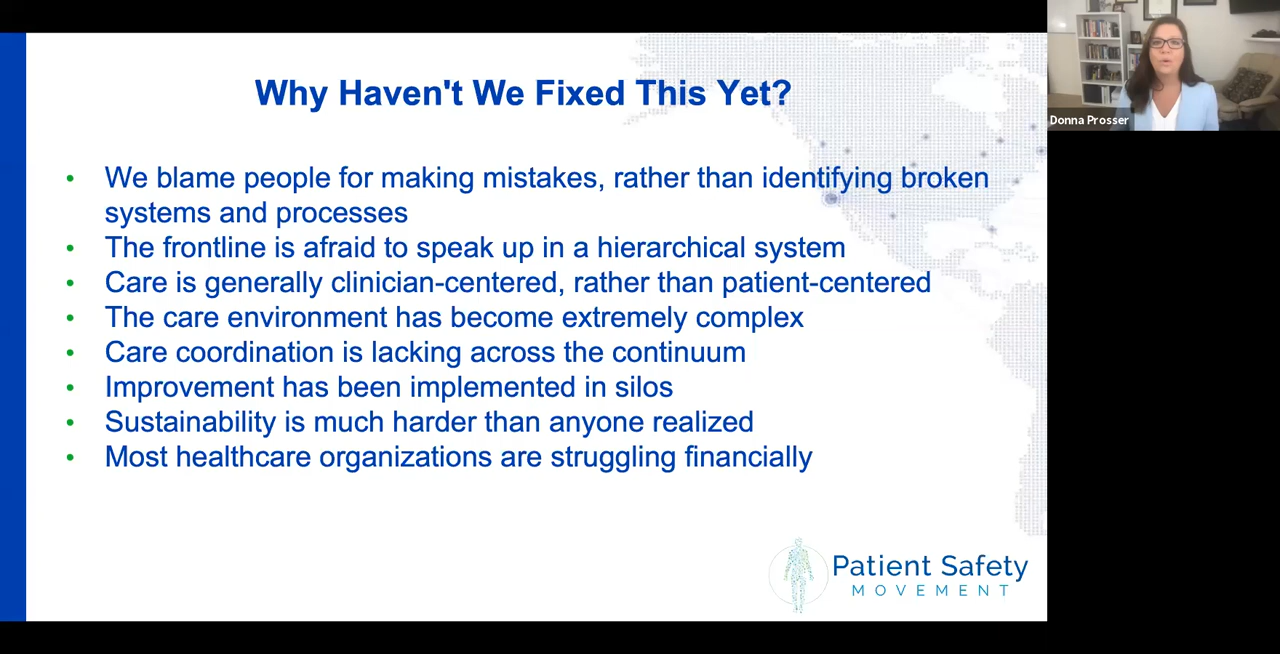 Why Haven't We Fixed This Yet?
• We blame people for making mistakes, rather than identifying broken
systems and processes
• The frontline is afraid to speak up in a hierarchical system
• Care is generally clinician-centered, rather than patient-centered
• The care environment has become extremely complex
• Care coordination is lacking across the continuum
• Improvement has been implemented in silos
• Sustainability is much harder than anyone realized
• Most healthcare organizations are struggling financially
Patient Safety
MOVEMENT
Donna Prosser